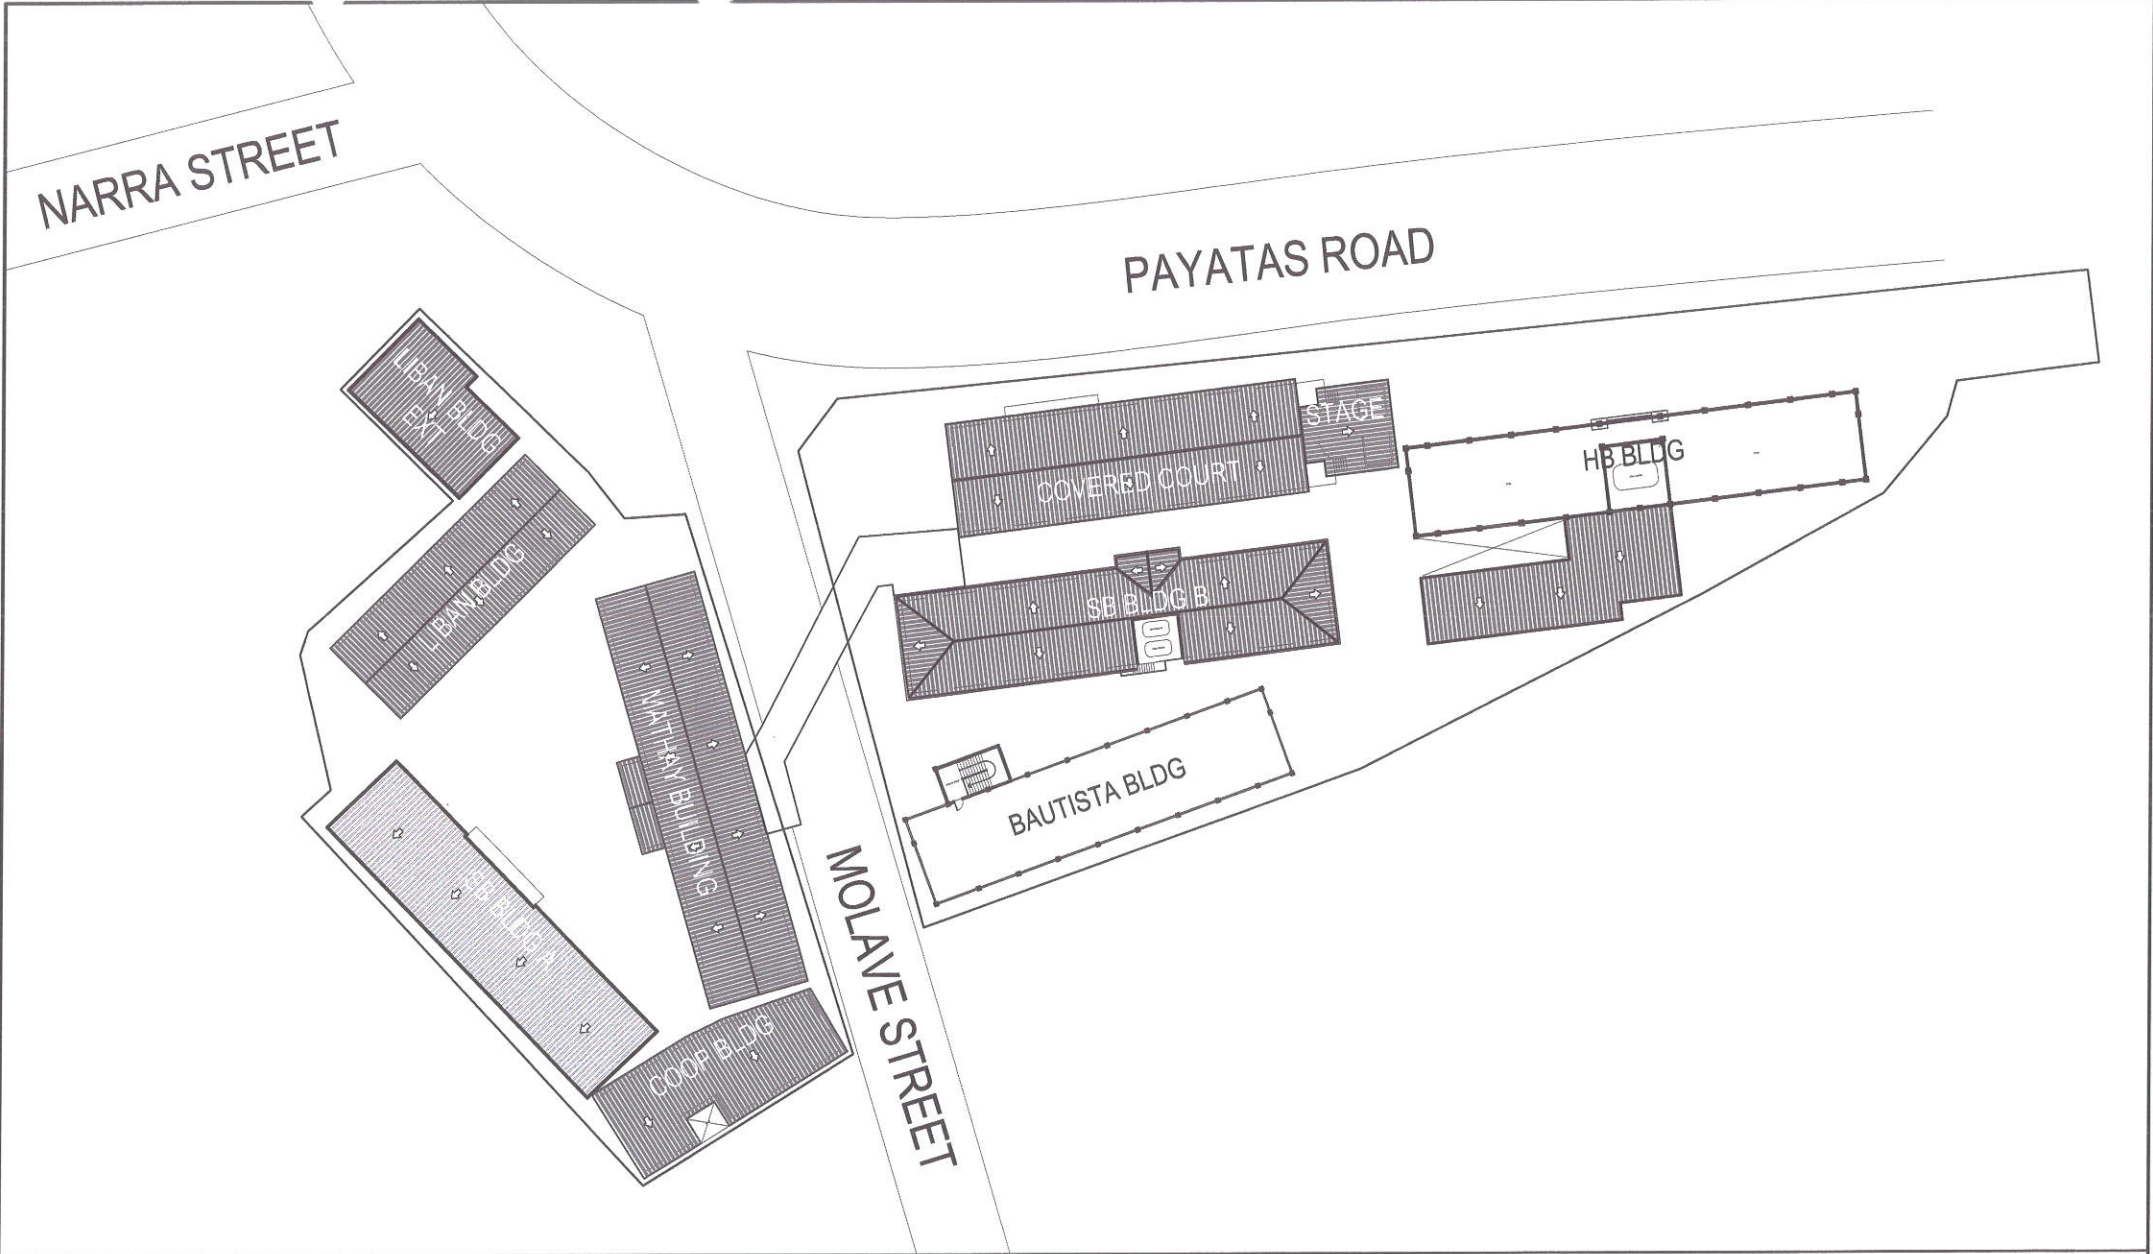 NARRA STREET
PAYATAS ROAD
LIBAN BLDG
EXT
STAGE
COVERED COURT
HB BLDG
LIBAN BLDG
SB BLDG B
MATHAY BUILDING
BAUTISTA BLDG
SB BLDG A
MOLAVE STREET
COOP BLDG